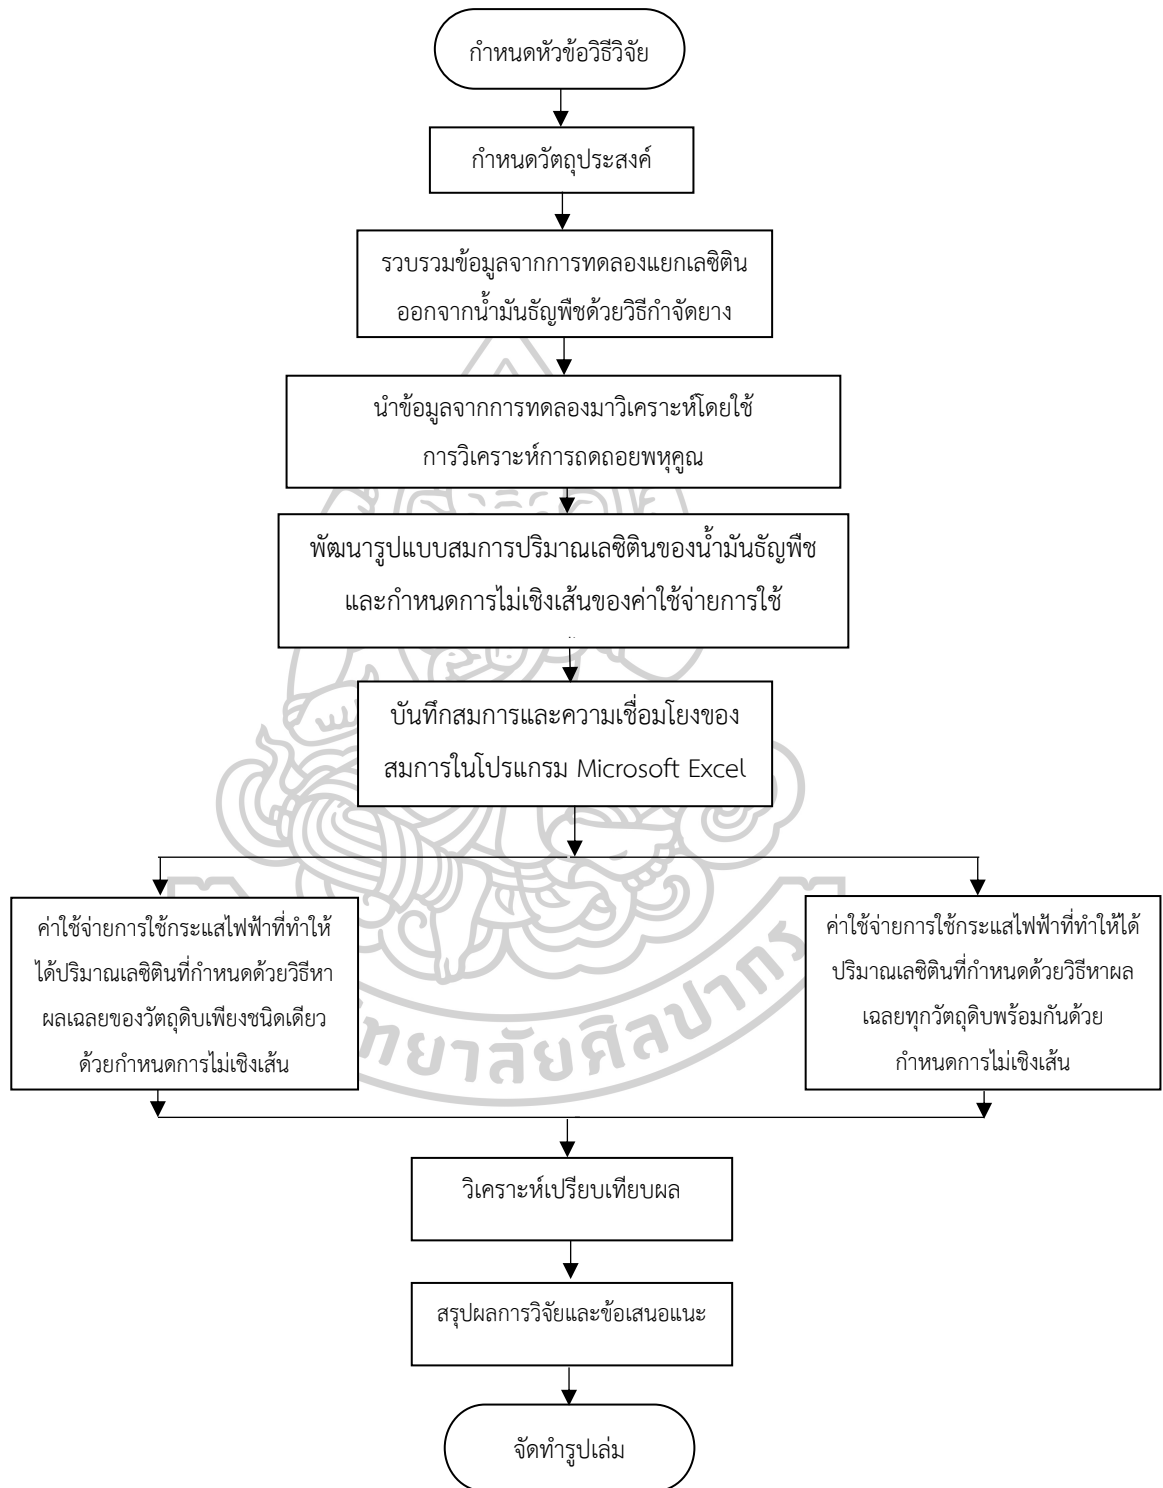 กำหนดหัวข้อวิธีวิจัย
กำหนดวัตถุประสงค์
รวบรวมข้อมูลจากการทดลองแยกเลซิติน
ออกจากน้ำมันธัญพืชด้วยวิธีกำจัดยาง
นำข้อมูลจากการทดลองมาวิเคราะห์โดยใช้
การวิเคราะห์การถดถอยพหุคูณ
พัฒนารูปแบบสมการปริมาณเลซิตินของน้ำมันธัญพืช
และกำหนดการไม่เชิงเส้นของค่าใช้จ่ายการใช้
บันทึกสมการและความเชื่อมโยงของ
สมการในโปรแกรม Microsoft Excel
ค่าใช้จ่ายการใช้กระแสไฟฟ้าที่ทำให้
ได้ปริมาณเลซิตินที่กำหนดด้วยวิธีหา
ผลเฉลยของวัตถุดิบเพียงชนิดเดียว
ด้วยกำหนดการไม่เชิงเส้น
ค่าใช้จ่ายการใช้กระแสไฟฟ้าที่ทำให้ได้
ปริมาณเลซิตินที่กำหนดด้วยวิธีหาผล
เฉลยทุกวัตถุดิบพร้อมกันด้วย
กำหนดการไม่เชิงเส้น
ทยาลัยศิลปากร
วิเคราะห์เปรียบเทียบผล
สรุปผลการวิจัยและข้อเสนอแนะ
จัดทำรูปเล่ม